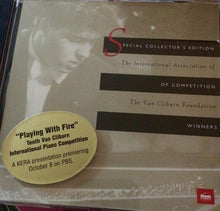 SPECIAL COLLECTOR'S EDITION
The International Association of
OF COMPETITION
The Van Cliburn Foundation
WINNERS
"Playing With Fire"
Tenth Van Cliburn
International Piano Competition
A KERA presentation premiering
October 8 on PBS.